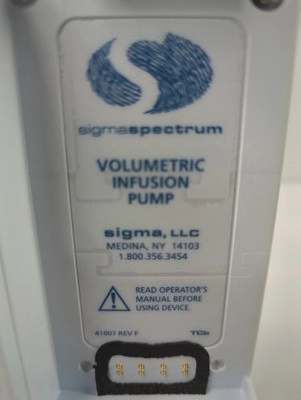 sigmaspectrum
VOLUMETRIC
INFUSION
PUMP
sigma, LLC
MEDINA, NY 14103
1.800.356.3454
READ OPERATOR'S
MANUAL BEFORE
USING DEVICE.
41007 REV F